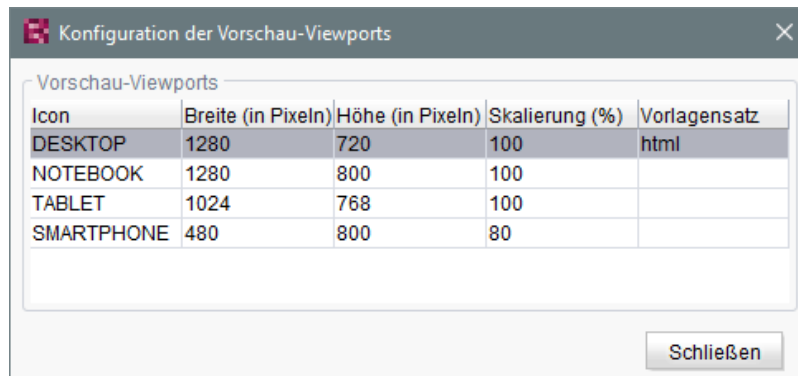 Konfiguration der Vorschau-Viewports
Vorschau-Viewports
Icon Breite (in Pixeln) Höhe (in Pixeln) Skalierung (%) Vorlagensatz
DESKTOP 1280 720 100 html
NOTEBOOK 1280 800 100
TABLET 1024 768 100
SMARTPHONE 480 800 80
Schließen